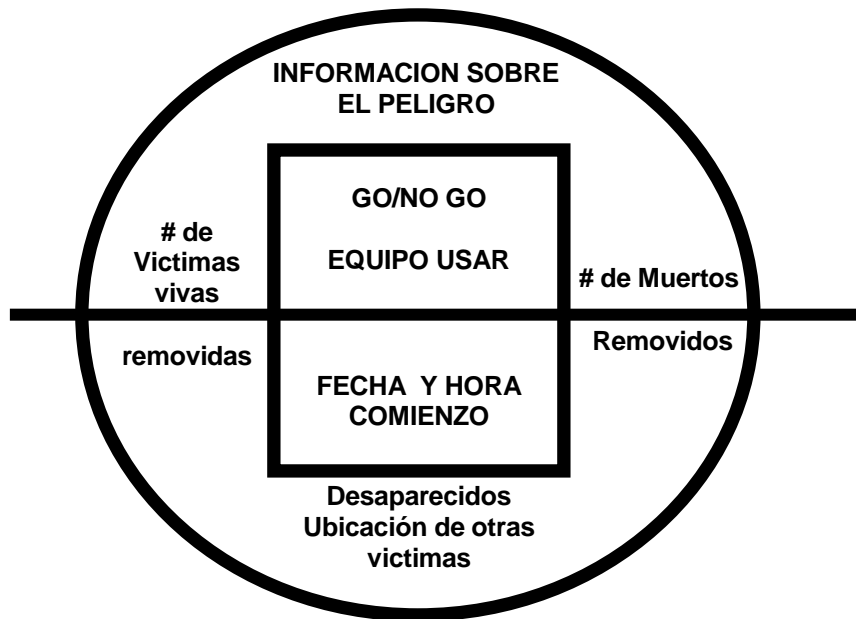 INFORMACION SOBRE
EL PELIGRO
GO/NO GO
EQUIPO USAR
# de
Victimas
vivas
removidas
# de Muertos
Removidos
FECHA Y HORA
COMIENZO
Desaparecidos
Ubicación de otras
victimas